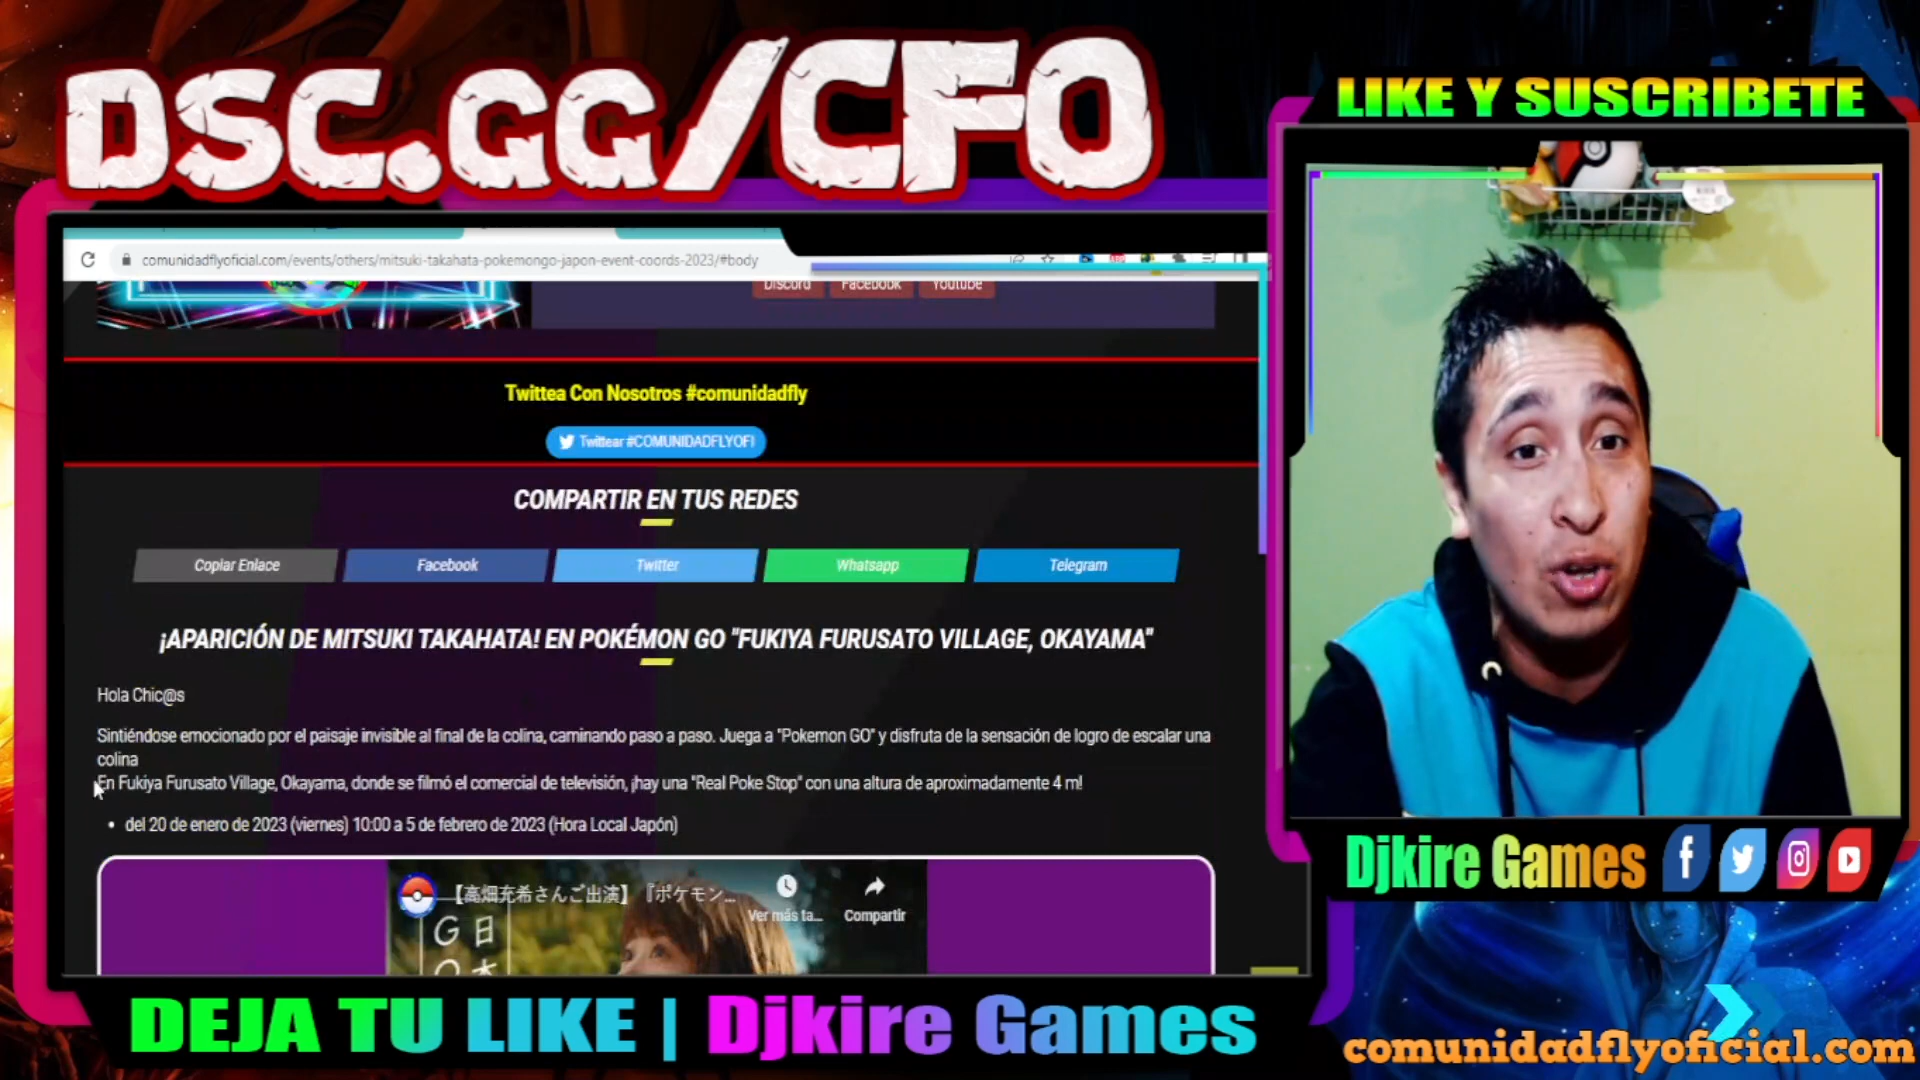 DSC.GG/CFO
LIKE Y SUSCRIBETE
comunidadflyoficial.com/events/others/mitsuki-takahata-pokemongo-japon-event-coords-2023/#body
Discord Facebook Youtube
Twittea Con Nosotros #comunidadfly
Twittear #COMUNIDADFLYOFI
COMPARTIR EN TUS REDES
Copiar Enlace Facebook Twitter Whatsapp Telegram
¡APARICIÓN DE MITSUKI TAKAHATA! EN POKÉMON GO "FUKIYA FURUSATO VILLAGE, OKAYAMA"
Hola Chic@s
Sintiéndose emocionado por el paisaje invisible al final de la colina, caminando paso a paso. Juega a "Pokemon GO" y disfruta de la sensación de logro de escalar una
colina
En Fukiya Furusato Village, Okayama, donde se filmó el comercial de televisión, ¡hay una "Real Poke Stop" con una altura de aproximadamente 4 m!
• del 20 de enero de 2023 (viernes) 10:00 a 5 de febrero de 2023 (Hora Local Japón)
【高畑充希さんご出演】『ポケモン...
Ver más ta... Compartir
G 日
Djkire Games
DEJA TU LIKE | Djkire Games
comunidadflyoficial.com